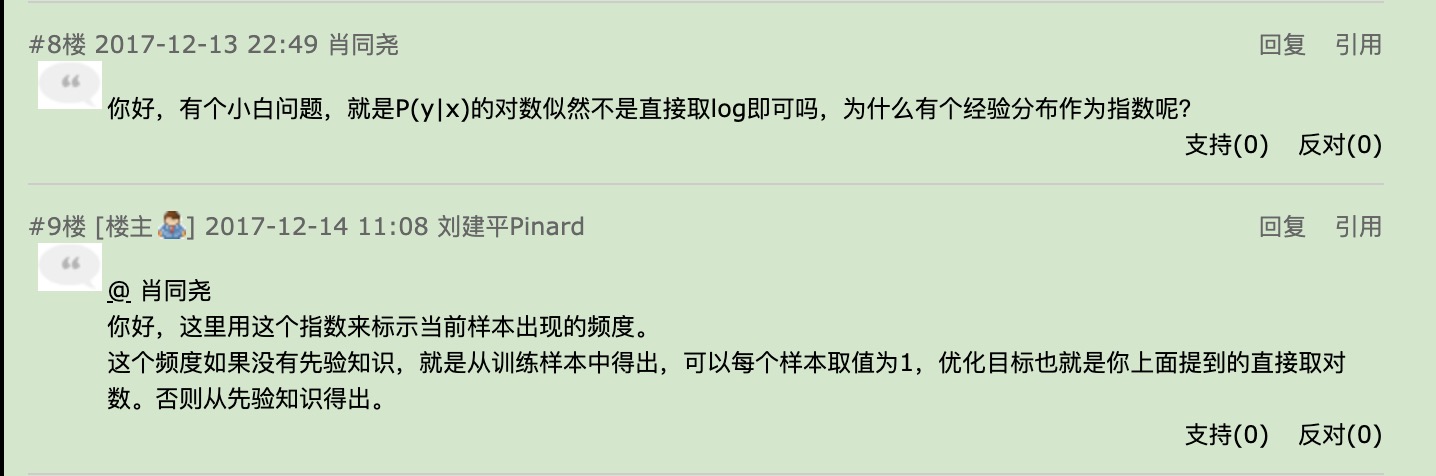 #8楼 2017-12-13 22:49 肖同尧 回复 引用
你好，有个小白问题，就是P(y|x)的对数似然不是直接取log即可吗，为什么有个经验分布作为指数呢？
支持(0) 反对(0)
#9楼 [楼主] 2017-12-14 11:08 刘建平Pinard 回复 引用
@ 肖同尧
你好，这里用这个指数来标示当前样本出现的频度。
这个频度如果没有先验知识，就是从训练样本中得出，可以每个样本取值为1，优化目标也就是你上面提到的直接取对
数。否则从先验知识得出。
支持(0) 反对(0)